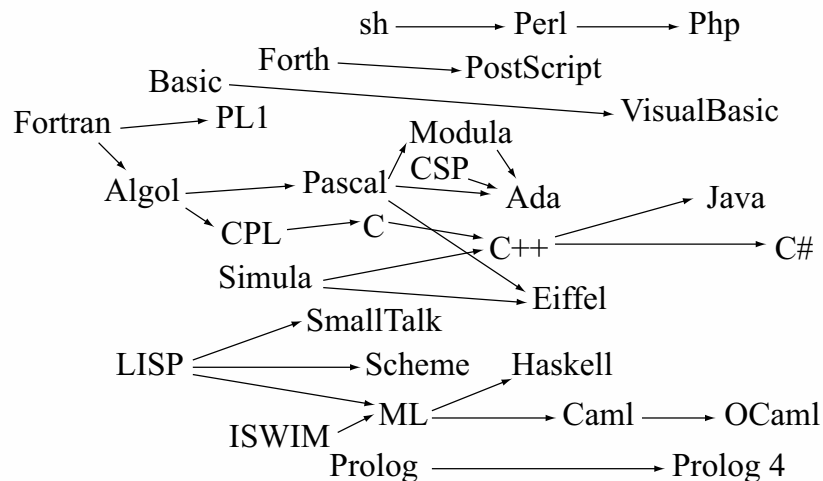 sh Perl Php
Forth PostScript
Basic VisualBasic
Fortran PL1
Modula
CSP
Algol Pascal Ada Java
CPL C C++ C#
Simula Eiffel
SmallTalk
LISP Scheme Haskell
ISWIM ML Caml OCaml
Prolog Prolog 4